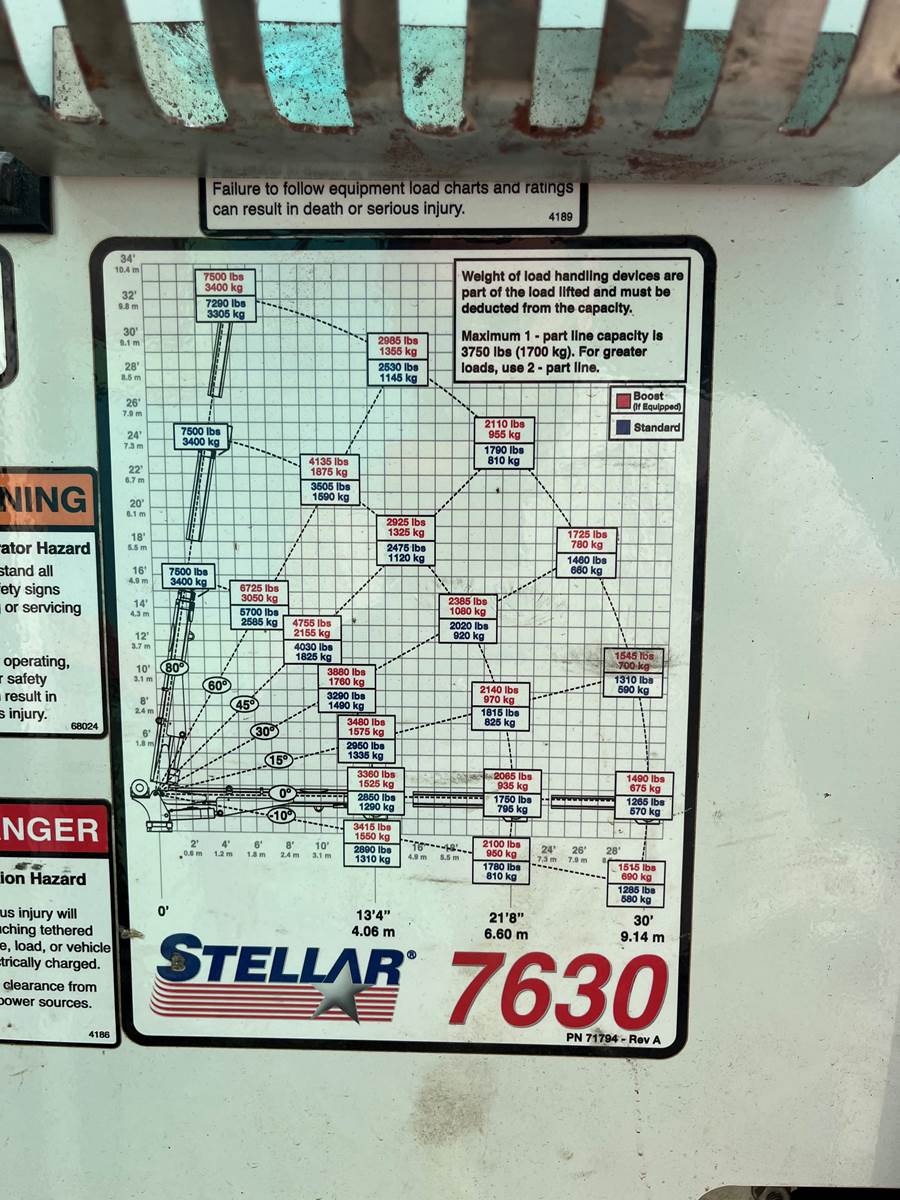 Failure to follow equipment load charts and ratings
can result in death or serious injury.
4189
34'
10.4 m
32'
9.8 m
30'
9.1 m
28'
8.5 m
26'
7.9 m
24'
7.3 m
22'
6.7 m
20'
6.1 m
18'
5.5 m
16'
4.9 m
14'
4.3 m
12'
3.7 m
10'
3.1 m
8'
2.4 m
6'
1.8 m
Weight of load handling devices are
part of the load lifted and must be
deducted from the capacity.
Maximum 1 - part line capacity is
3750 lbs (1700 kg). For greater
loads, use 2 - part line.
Boost
(If Equipped)
Standard
7500 lbs
3400 kg
7290 lbs
3305 kg
2985 lbs
1355 kg
2530 lbs
1145 kg
2110 lbs
955 kg
1790 lbs
810 kg
7500 lbs
3400 kg
4135 lbs
1875 kg
3505 lbs
1590 kg
2925 lbs
1325 kg
2475 lbs
1120 kg
1725 lbs
780 kg
1460 lbs
660 kg
7500 lbs
3400 kg
6725 lbs
3050 kg
5700 lbs
2585 kg
4755 lbs
2155 kg
4030 lbs
1825 kg
2385 lbs
1080 kg
2020 lbs
920 kg
3880 lbs
1760 kg
3290 lbs
1490 kg
1545 lbs
700 kg
1310 lbs
590 kg
2140 lbs
970 kg
1815 lbs
825 kg
3480 lbs
1575 kg
2950 lbs
1335 kg
3360 lbs
1525 kg
2850 lbs
1290 kg
2065 lbs
935 kg
1750 lbs
795 kg
1490 lbs
675 kg
1265 lbs
570 kg
3415 lbs
1550 kg
2890 lbs
1310 kg
2100 lbs
950 kg
1780 lbs
810 kg
1515 lbs
690 kg
1285 lbs
580 kg
80º
60º
45º
30º
15º
0º
-10º
2' 4' 6' 8' 10' 16' 18' 24' 26' 28'
0.6 m 1.2 m 1.8 m 2.4 m 3.1 m 4.9 m 5.5 m 7.3 m 7.9 m
0' 13'4" 21'8" 30'
4.06 m 6.60 m 9.14 m
STELLAR®
7630
PN 71794 - Rev A
NING
rator Hazard
stand all
fety signs
or servicing
operating,
r safety
result in
s injury.
68024
ANGER
tion Hazard
us injury will
uching tethered
e, load, or vehicle
trically charged.
clearance from
power sources.
4186